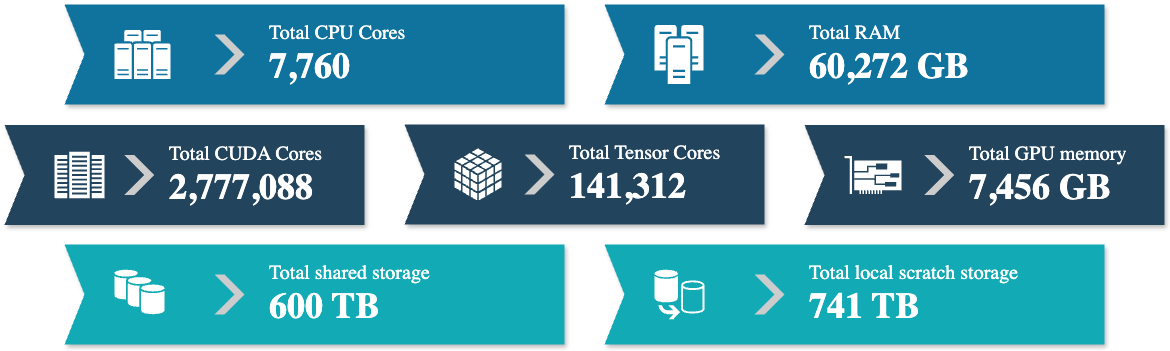 Total CPU Cores
7,760
Total RAM
60,272 GB
Total CUDA Cores
2,777,088
Total Tensor Cores
141,312
Total GPU memory
7,456 GB
Total shared storage
600 TB
Total local scratch storage
741 TB